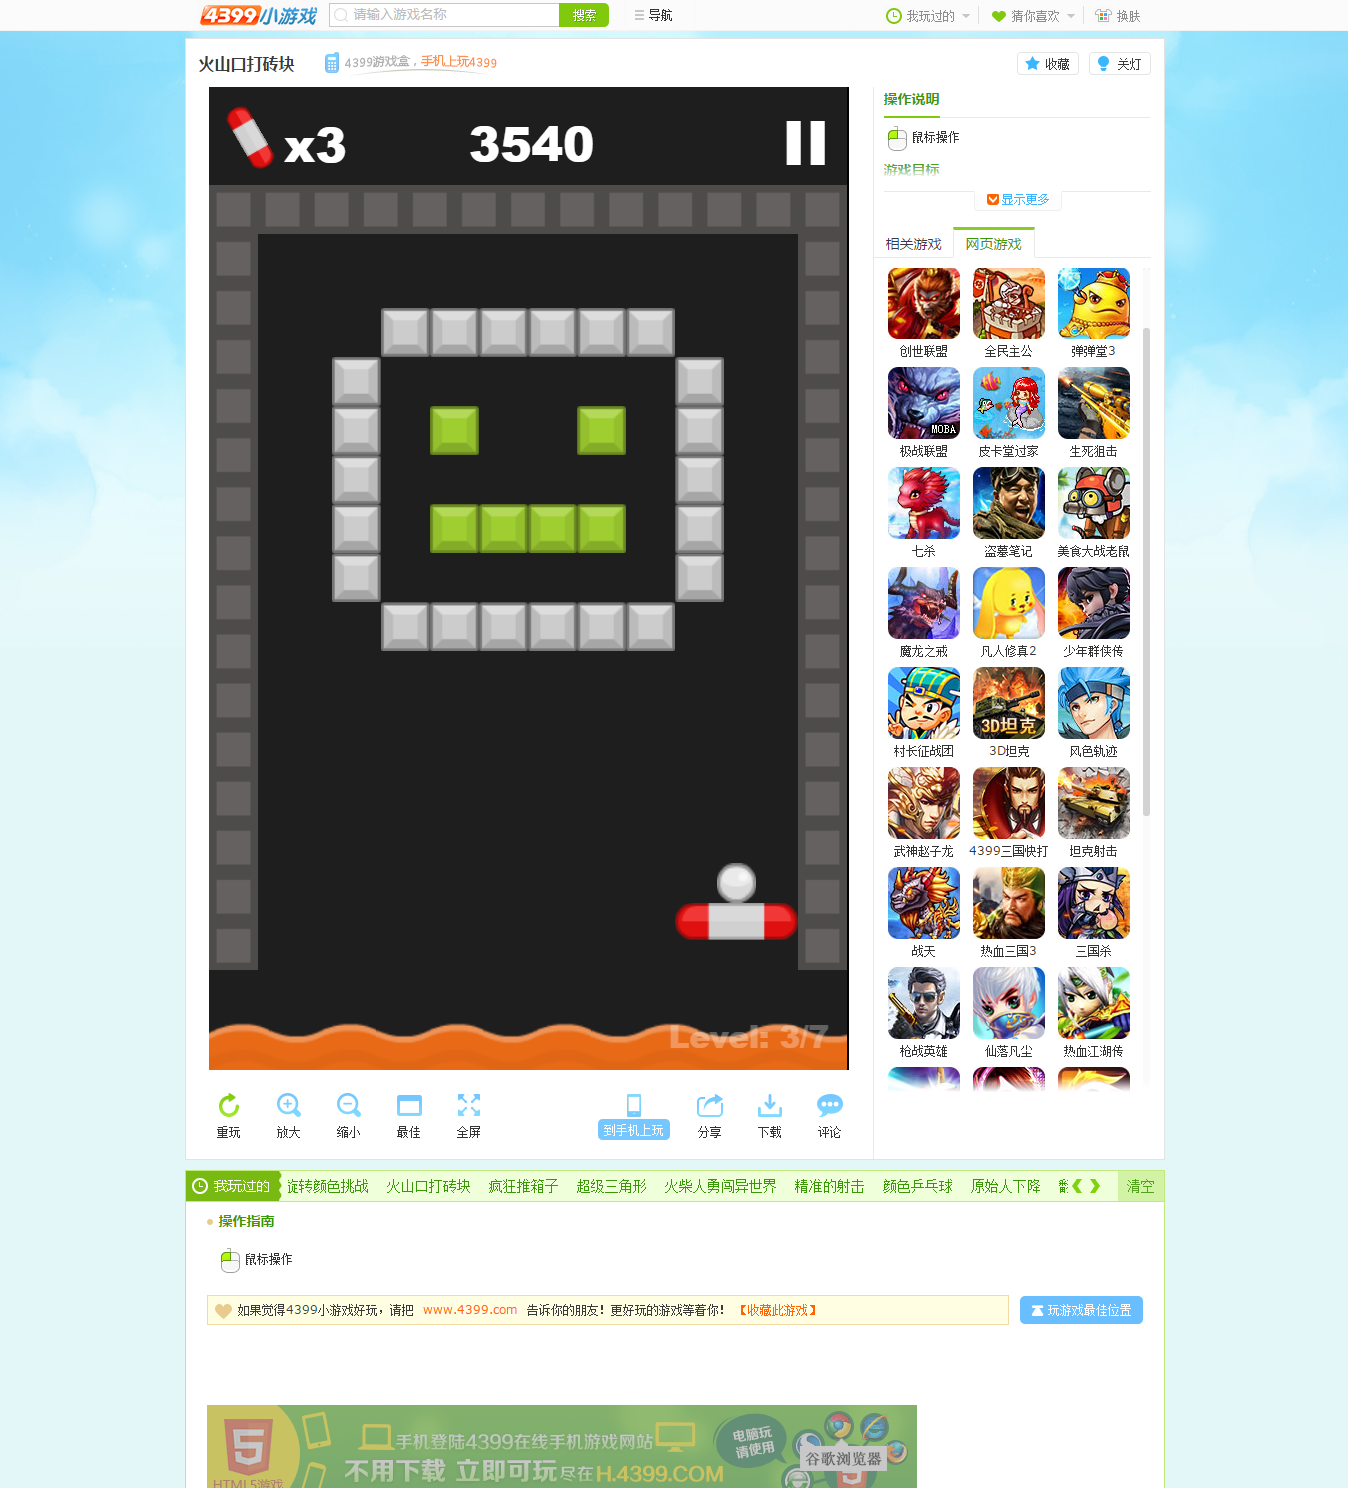 4399小游戏 请输入游戏名称 搜索 导航 我玩过的 猜你喜欢 换肤
火山口打砖块 4399游戏盒，手机上玩4399 收藏 关灯
x3 3540
操作说明
鼠标操作
游戏目标
显示更多
相关游戏 网页游戏
创世联盟 全民主公 弹弹堂3
MOBA
极战联盟 皮卡堂过家 生死狙击
七杀 盗墓笔记 美食大战老鼠
魔龙之戒 凡人修真2 少年群侠传
3D坦克
村长征战团 3D坦克 风色轨迹
武神赵子龙 4399三国快打 坦克射击
战天 热血三国3 三国杀
枪战英雄 仙落凡尘 热血江湖传
Level: 3/7
重玩 放大 缩小 最佳 全屏 到手机上玩 分享 下载 评论
我玩过的 旋转颜色挑战 火山口打砖块 疯狂推箱子 超级三角形 火柴人勇闯异世界 精准的射击 颜色乒乓球 原始人下降 清空
操作指南
鼠标操作
如果觉得4399小游戏好玩，请把 www.4399.com 告诉你的朋友！更好玩的游戏等着你！ 【收藏此游戏】 玩游戏最佳位置
手机登陆4399在线手机游戏网站 电脑玩
请使用
谷歌浏览器
不用下载 立即可玩 尽在 H.4399.COM
HTML5游戏